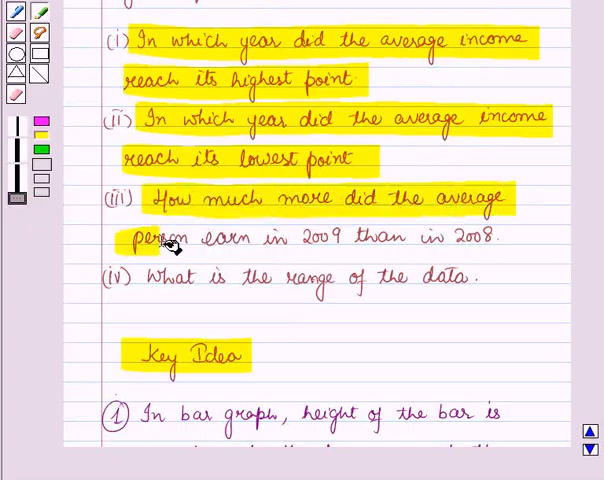 (i) In which year did the average income
reach its highest point.
(ii) In which year did the average income
reach its lowest point
(iii) How much more did the average
person earn in 2009 than in 2008.
(iv) What is the range of the data.
Key Idea
(1) In bar graph, height of the bar is